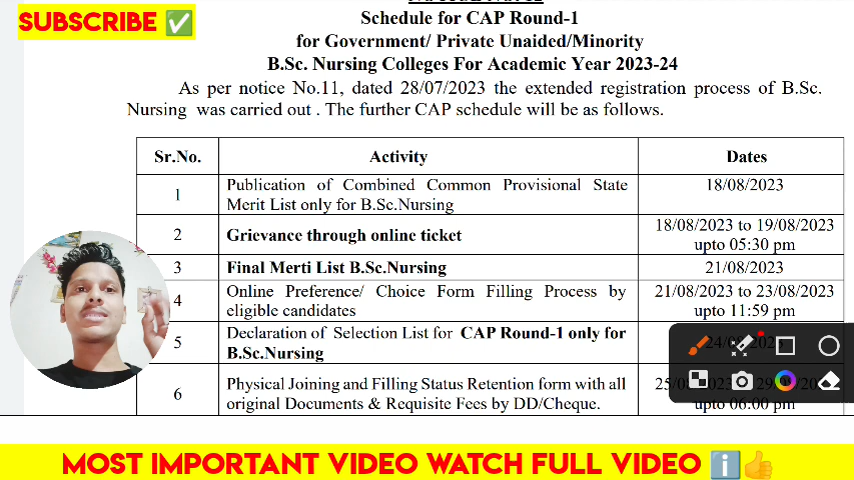 SUBSCRIBE ✅
Schedule for CAP Round-1
for Government/ Private Unaided/Minority
B.Sc. Nursing Colleges For Academic Year 2023-24
As per notice No.11, dated 28/07/2023 the extended registration process of B.Sc.
Nursing was carried out . The further CAP schedule will be as follows.
Sr.No. Activity Dates
1 Publication of Combined Common Provisional State 18/08/2023
Merit List only for B.Sc.Nursing
2 Grievance through online ticket 18/08/2023 to 19/08/2023
upto 05:30 pm
3 Final Merti List B.Sc.Nursing 21/08/2023
4 Online Preference/ Choice Form Filling Process by 21/08/2023 to 23/08/2023
eligible candidates upto 11:59 pm
5 Declaration of Selection List for CAP Round-1 only for
B.Sc.Nursing
6 Physical Joining and Filling Status Retention form with all
original Documents & Requisite Fees by DD/Cheque. upto 06:00 pm
MOST IMPORTANT VIDEO WATCH FULL VIDEO ℹ️👍